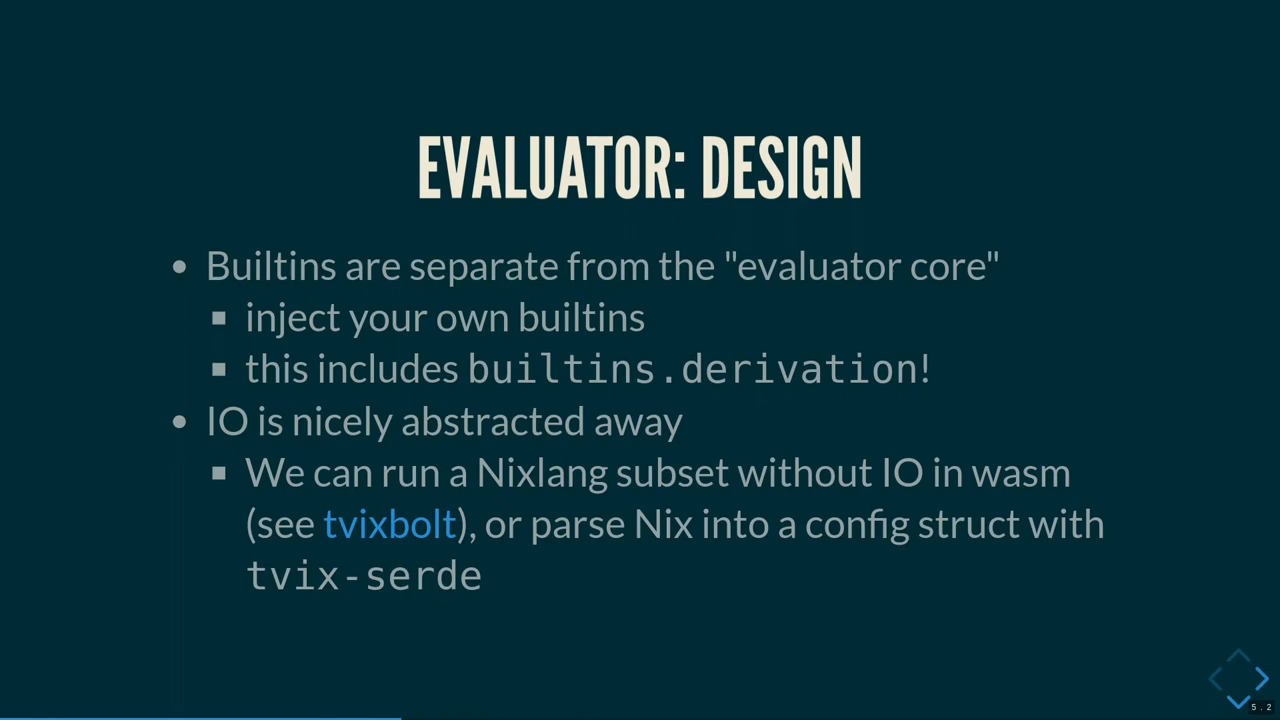 EVALUATOR: DESIGN
Builtins are separate from the "evaluator core"
inject your own builtins
this includes builtins.derivation!
IO is nicely abstracted away
We can run a Nixlang subset without IO in wasm
(see tvixbolt), or parse Nix into a config struct with
tvix-serde
5.2